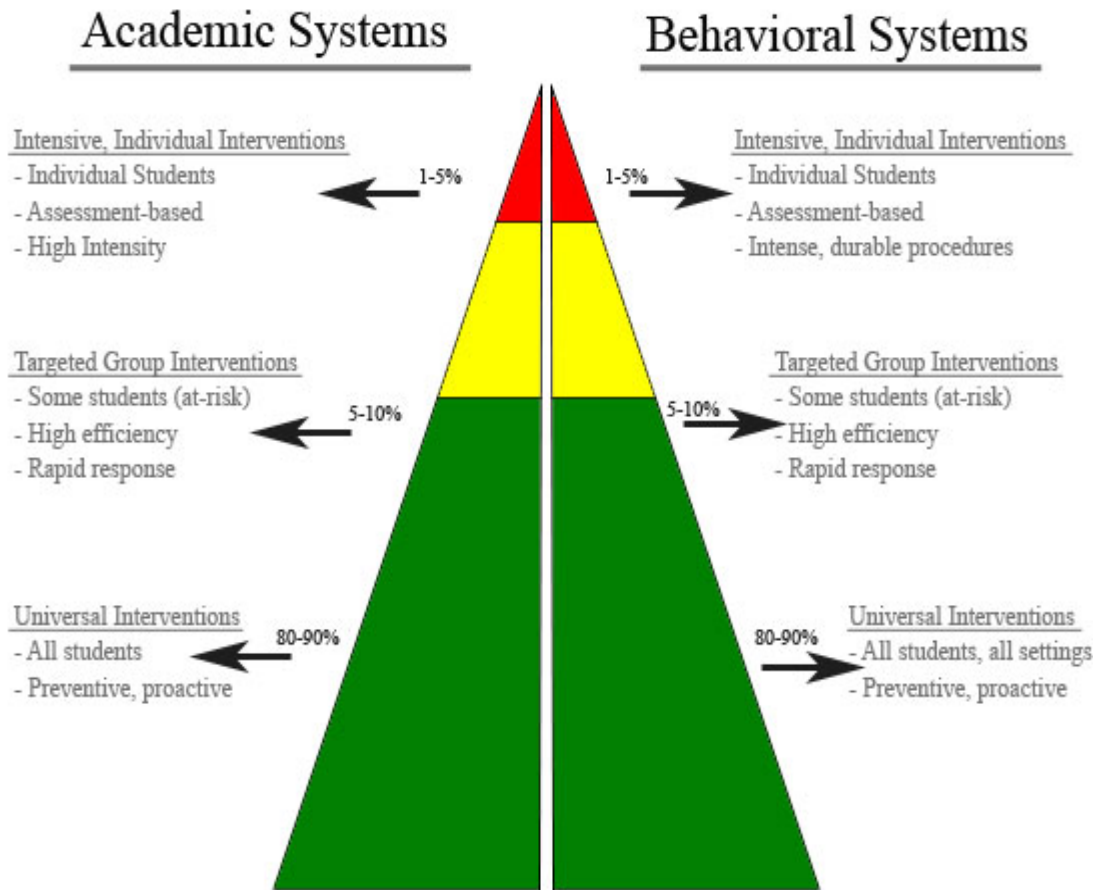 Academic Systems
Intensive, Individual Interventions
- Individual Students
- Assessment-based
- High Intensity
1-5%
Targeted Group Interventions
- Some students (at-risk)
- High efficiency
- Rapid response
5-10%
Universal Interventions
- All students
- Preventive, proactive
80-90%
Behavioral Systems
1-5%
Intensive, Individual Interventions
- Individual Students
- Assessment-based
- Intense, durable procedures
5-10%
Targeted Group Interventions
- Some students (at-risk)
- High efficiency
- Rapid response
80-90%
Universal Interventions
- All students, all settings
- Preventive, proactive